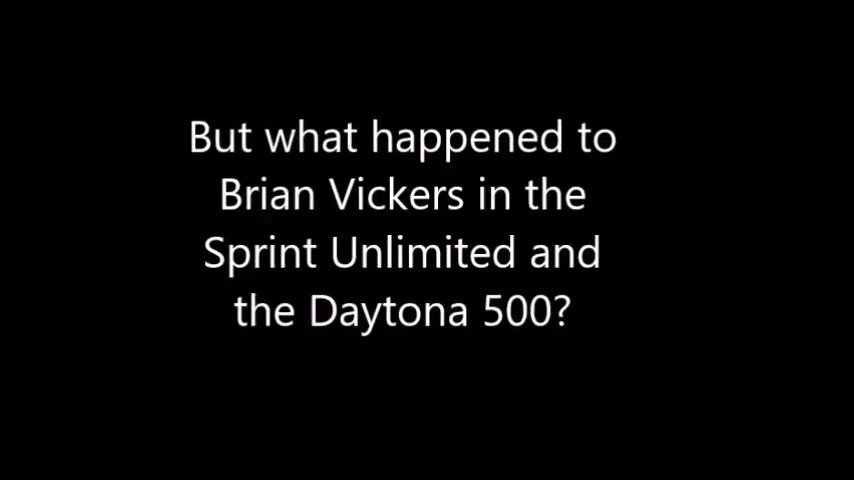 But what happened to
Brian Vickers in the
Sprint Unlimited and
the Daytona 500?